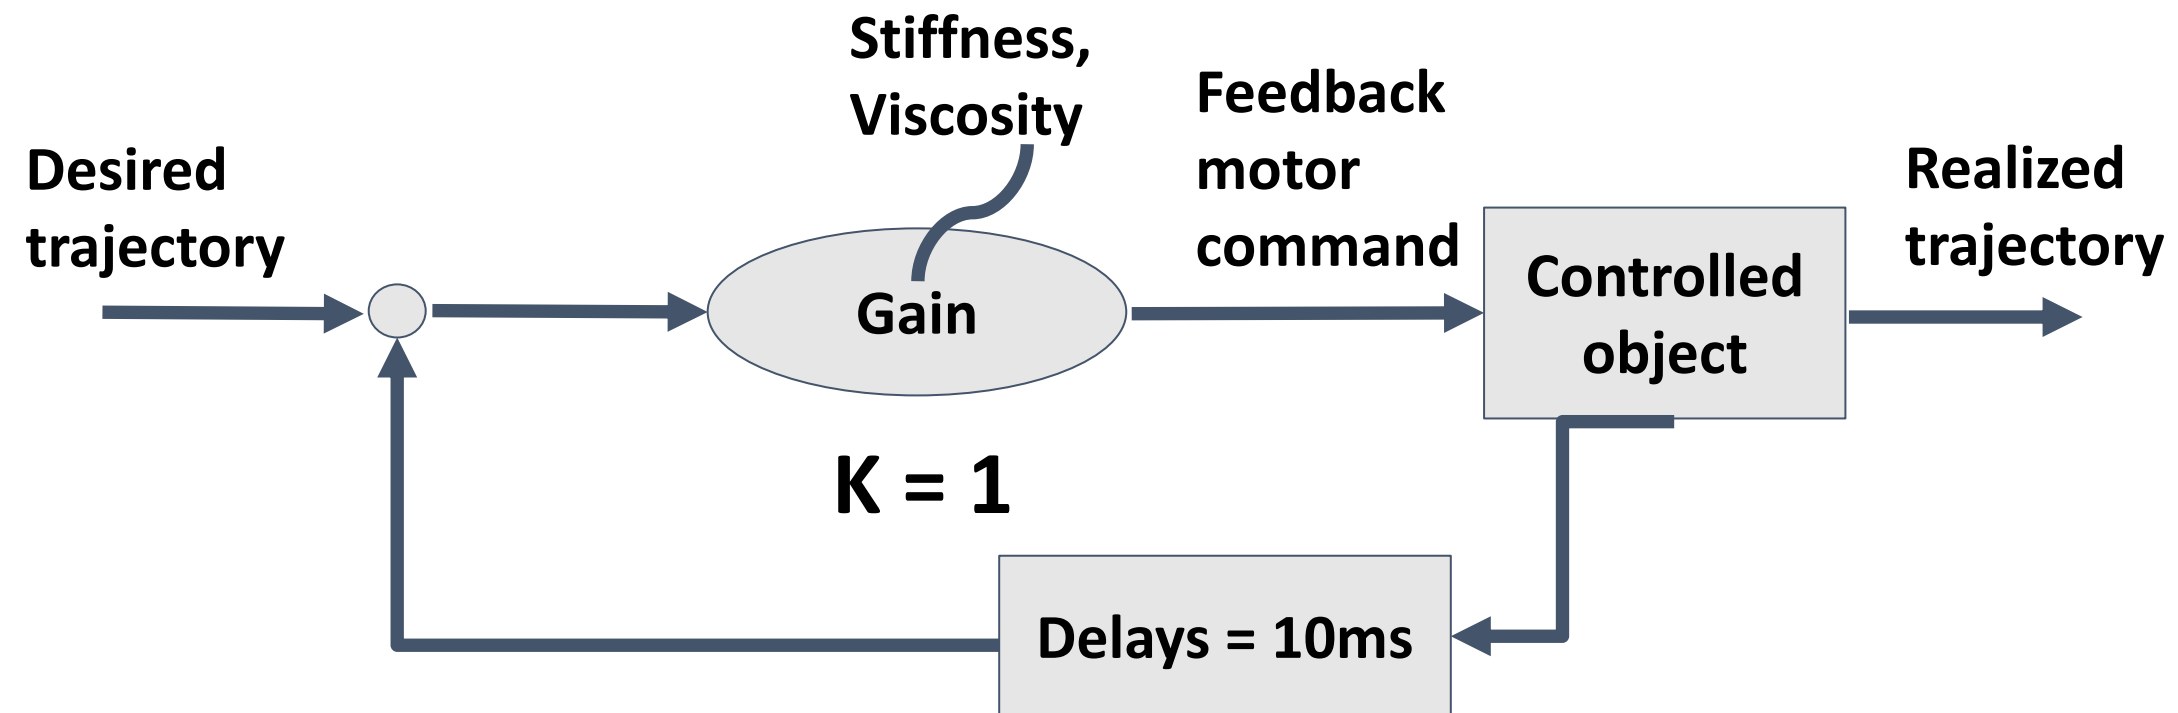 Stiffness,
Viscosity
Feedback
motor
command
Desired
trajectory
Realized
trajectory
Gain
Controlled
object
K = 1
Delays = 10ms